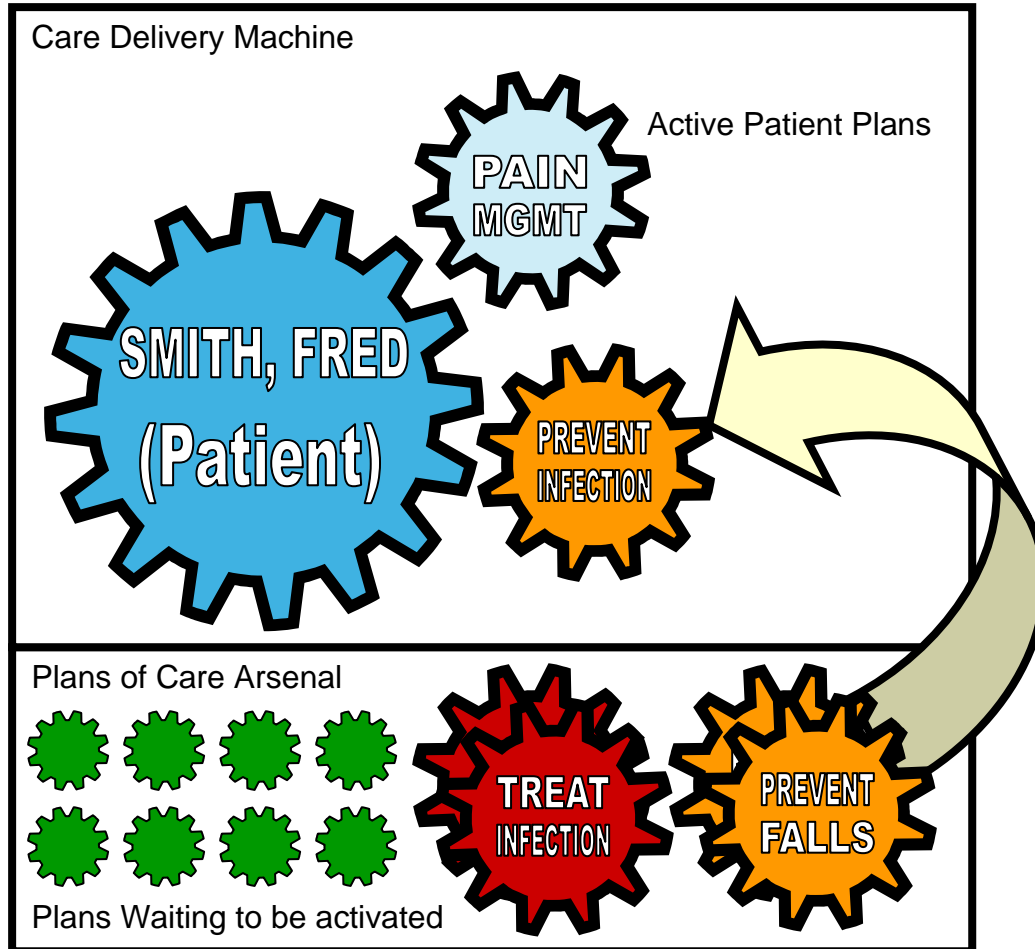 Care Delivery Machine
PAIN
MGMT
Active Patient Plans
SMITH, FRED
(Patient)
PREVENT
INFECTION
Plans of Care Arsenal
TREAT
INFECTION
PREVENT
FALLS
Plans Waiting to be activated